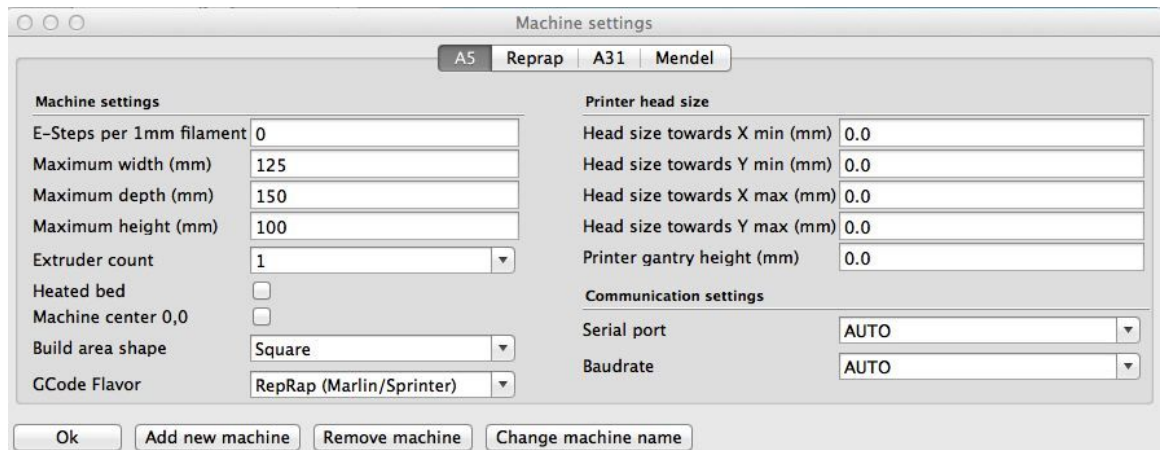 Machine settings
A5 Reprap A31 Mendel
Machine settings
E-Steps per 1mm filament 0
Maximum width (mm) 125
Maximum depth (mm) 150
Maximum height (mm) 100
Extruder count 1
Heated bed
Machine center 0,0
Build area shape Square
GCode Flavor RepRap (Marlin/Sprinter)
Printer head size
Head size towards X min (mm) 0.0
Head size towards Y min (mm) 0.0
Head size towards X max (mm) 0.0
Head size towards Y max (mm) 0.0
Printer gantry height (mm) 0.0
Communication settings
Serial port AUTO
Baudrate AUTO
Ok Add new machine Remove machine Change machine name